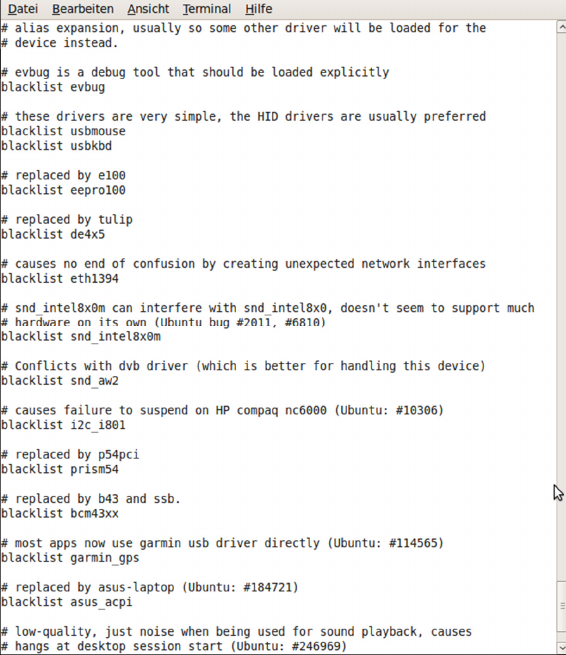 Datei Bearbeiten Ansicht Terminal Hilfe
# alias expansion, usually so some other driver will be loaded for the
# device instead.
# evbug is a debug tool that should be loaded explicitly
blacklist evbug
# these drivers are very simple, the HID drivers are usually preferred
blacklist usbmouse
blacklist usbkbd
# replaced by e100
blacklist eepro100
# replaced by tulip
blacklist de4x5
# causes no end of confusion by creating unexpected network interfaces
blacklist eth1394
# snd_intel8x0m can interfere with snd_intel8x0, doesn't seem to support much
# hardware on its own (Ubuntu bug #2011, #6810)
blacklist snd_intel8x0m
# Conflicts with dvb driver (which is better for handling this device)
blacklist snd_aw2
# causes failure to suspend on HP compaq nc6000 (Ubuntu: #10306)
blacklist i2c_i801
# replaced by p54pci
blacklist prism54
# replaced by b43 and ssb.
blacklist bcm43xx
# most apps now use garmin usb driver directly (Ubuntu: #114565)
blacklist garmin_gps
# replaced by asus-laptop (Ubuntu: #184721)
blacklist asus_acpi
# low-quality, just noise when being used for sound playback, causes
# hangs at desktop session start (Ubuntu: #246969)